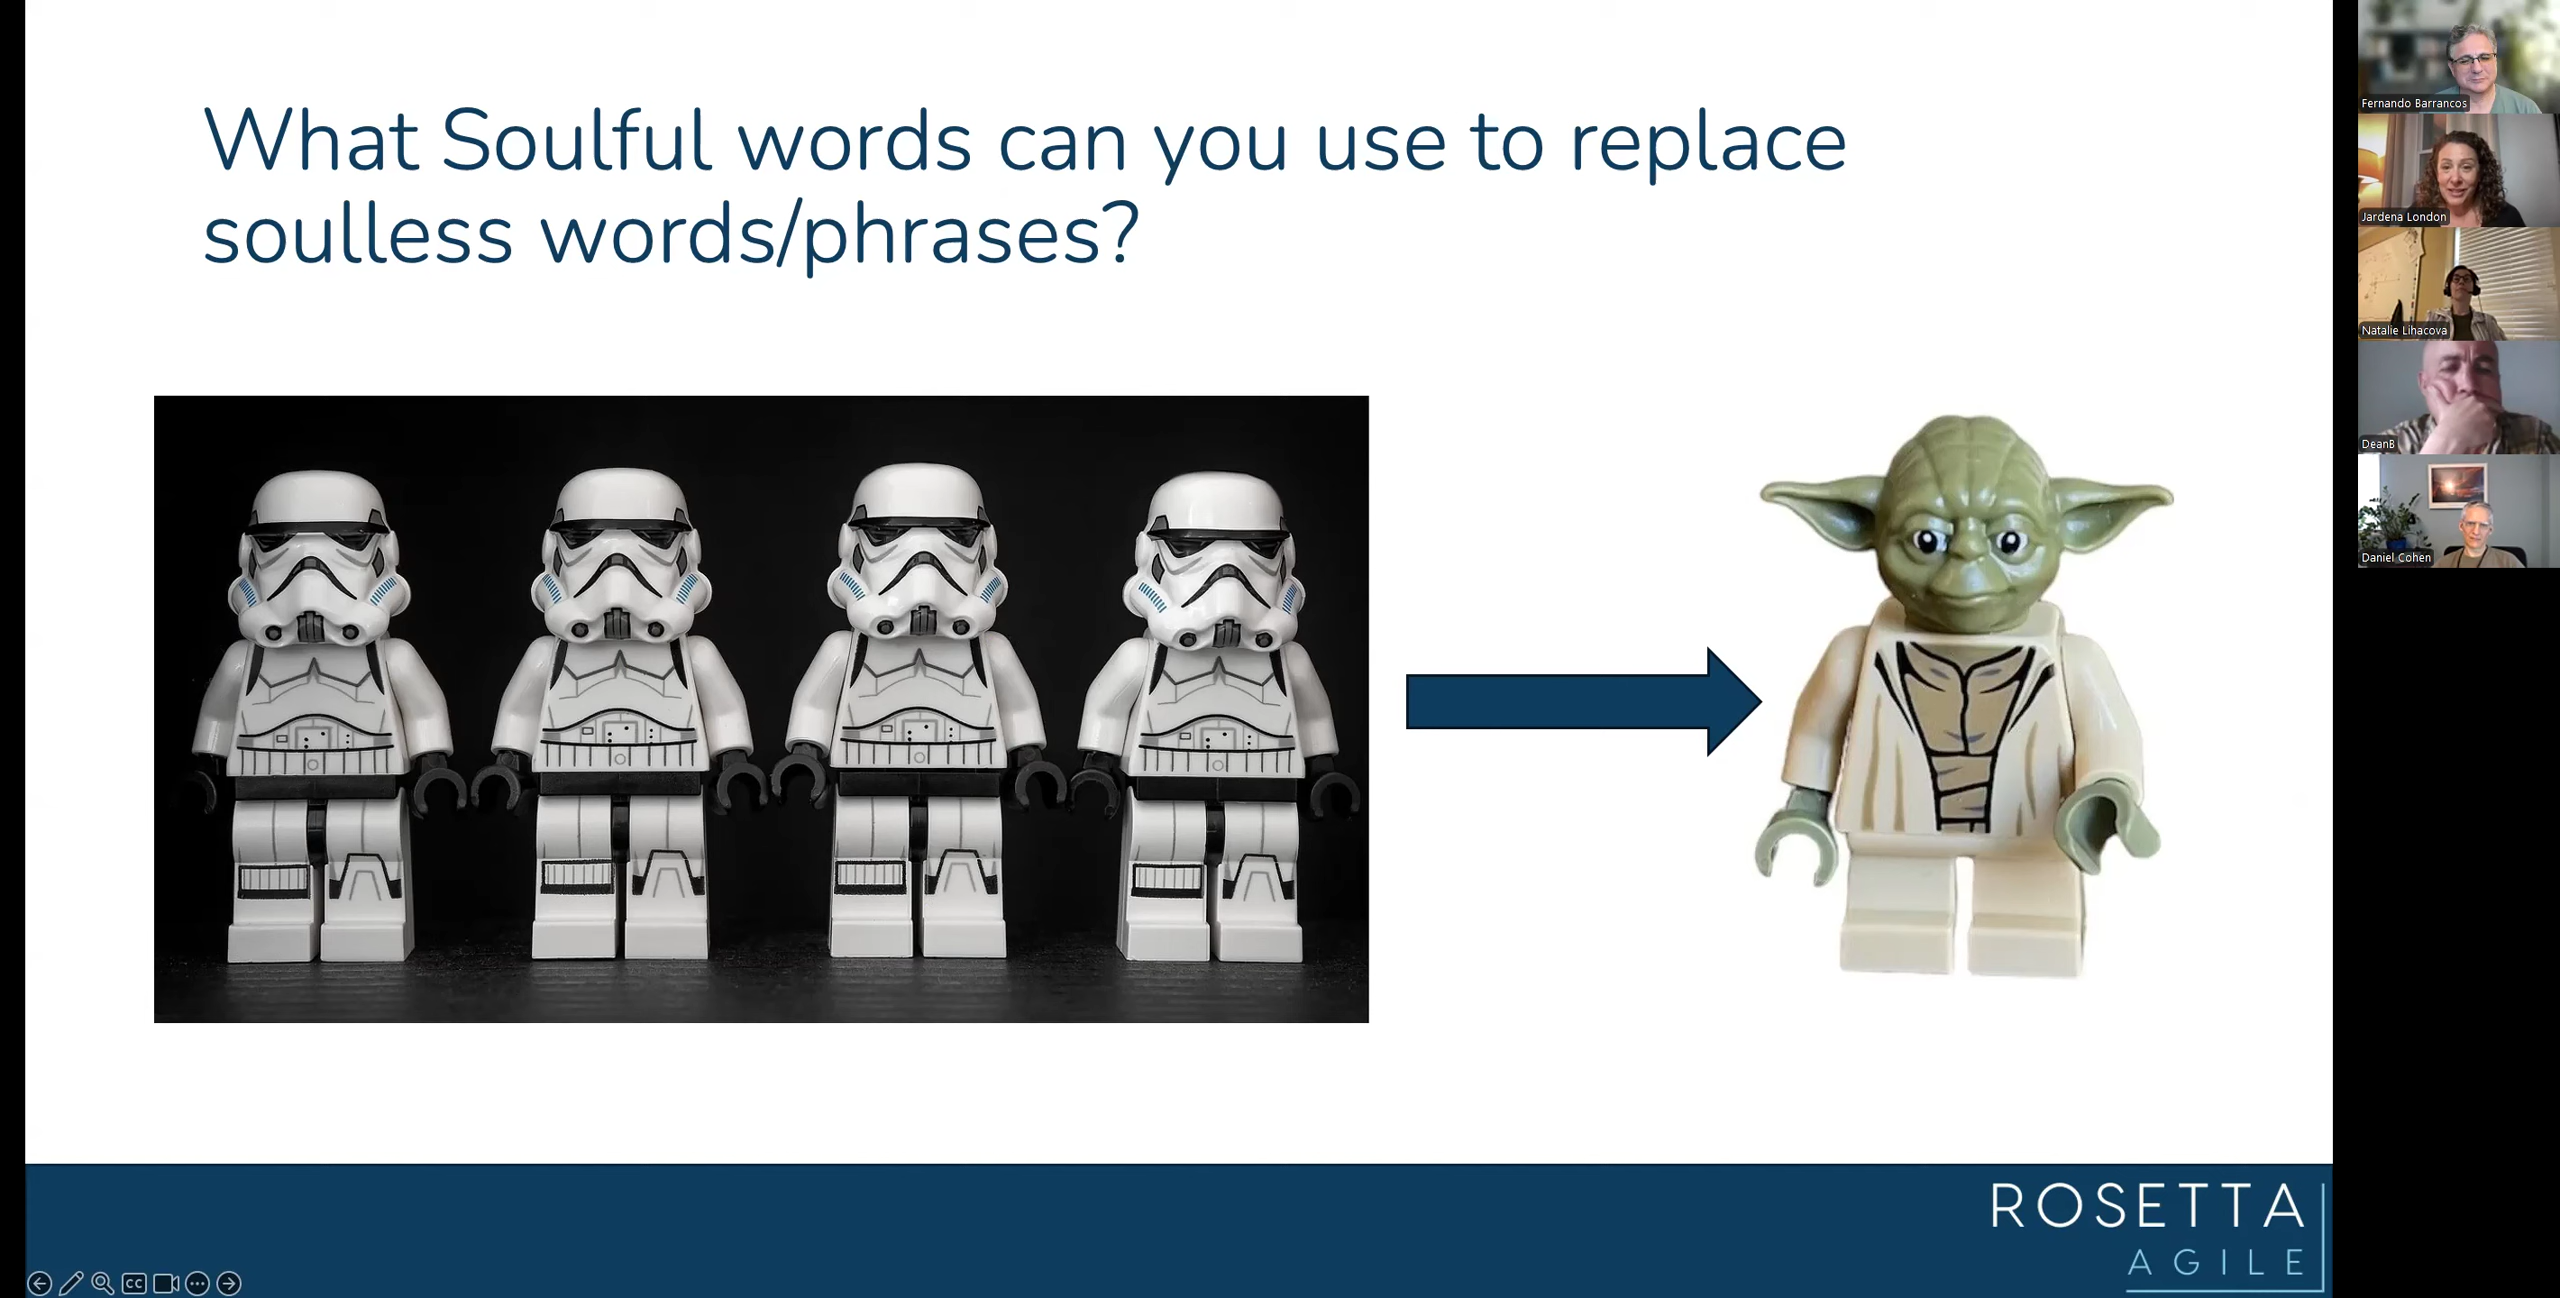 What Soulful words can you use to replace
soulless words/phrases?
Fernando Barrancos
Jardena London
Natalie Lihacova
DeanB
Daniel Cohen
ROSETTA
AGILE
CC